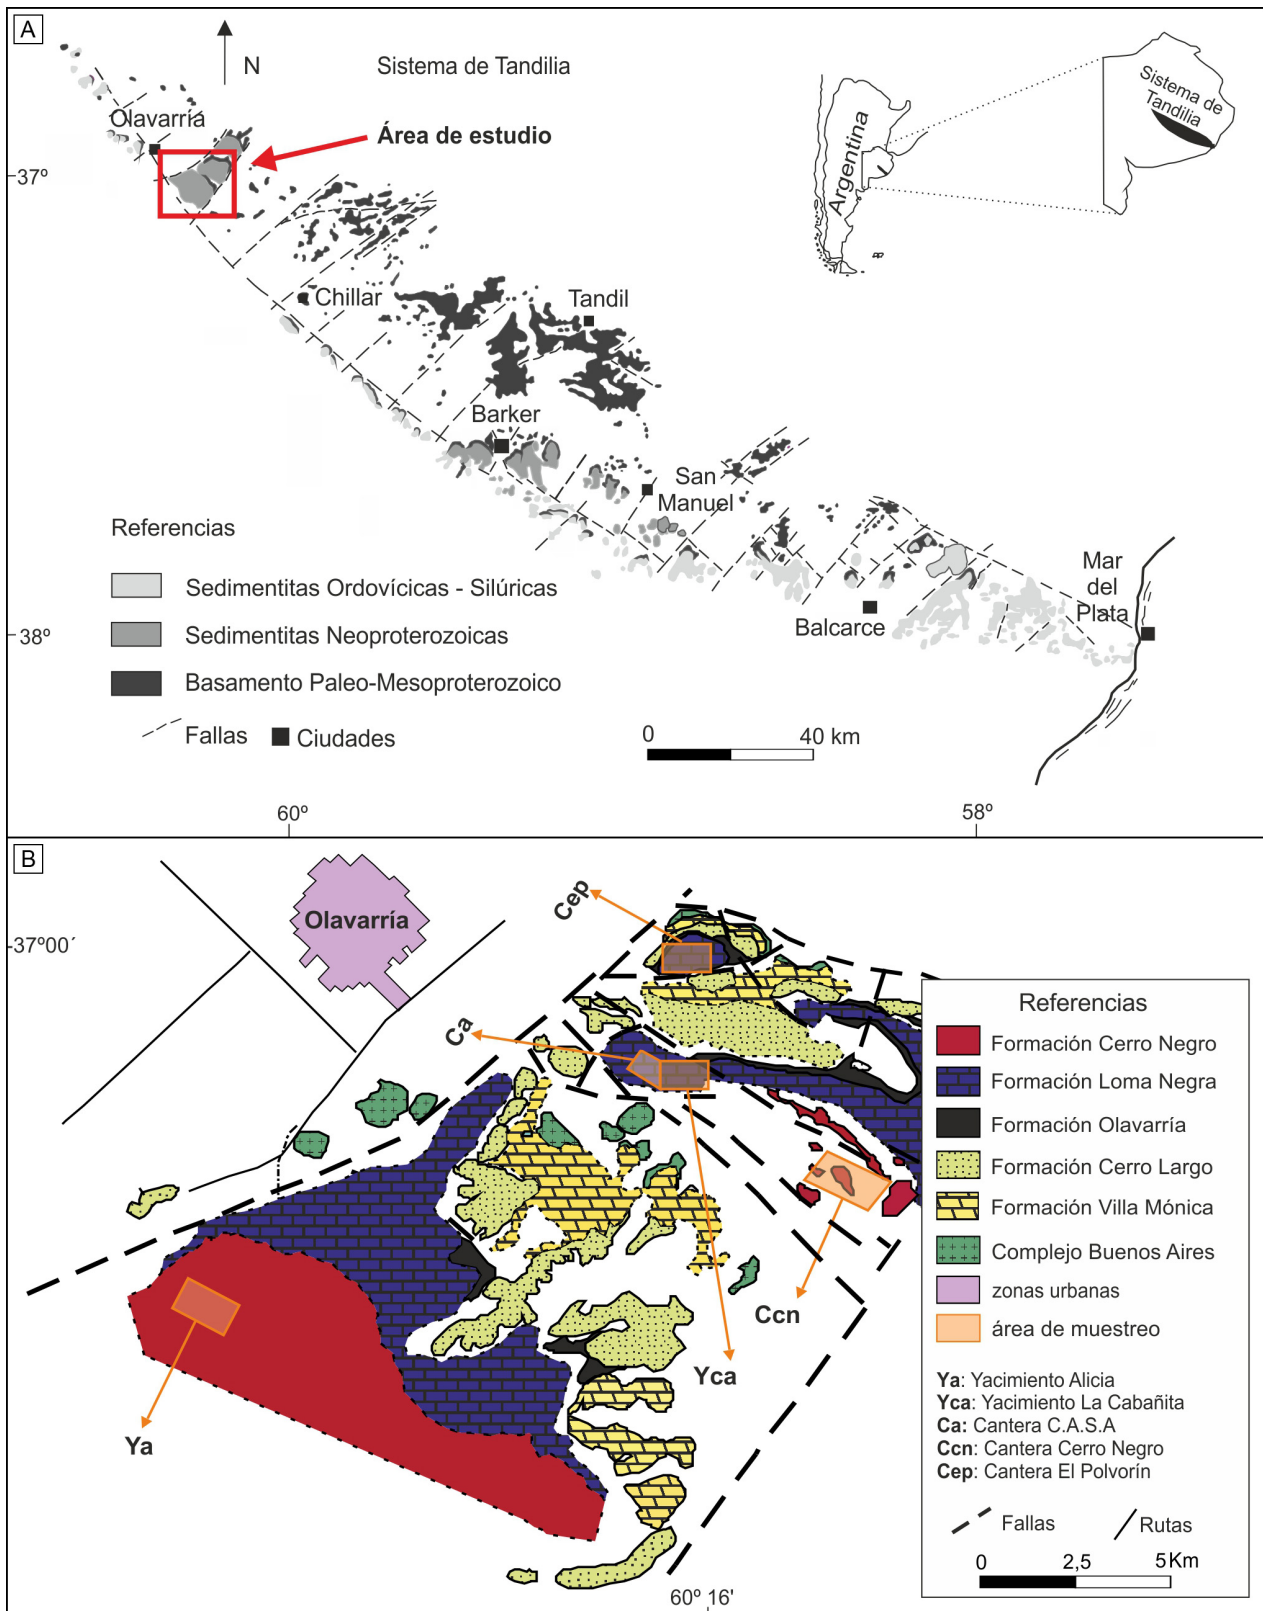 A
N
Sistema de Tandilia
Olavarría
Área de estudio
37º
Argentina
Sistema de
Tandilia
Chillar
Tandil
Barker
San
Manuel
Referencias
Sedimentitas Ordovícicas - Silúricas
Sedimentitas Neoproterozoicas
Basamento Paleo-Mesoproterozoico
Fallas
Ciudades
38º
Balcarce
Mar
del
Plata
0 40 km
60º
58º
B
Olavarría
37º00´
Cep
Ca
Ccn
Yca
Ya
60º 16'
Referencias
Formación Cerro Negro
Formación Loma Negra
Formación Olavarría
Formación Cerro Largo
Formación Villa Mónica
Complejo Buenos Aires
zonas urbanas
área de muestreo
Ya: Yacimiento Alicia
Yca: Yacimiento La Cabañita
Ca: Cantera C.A.S.A
Ccn: Cantera Cerro Negro
Cep: Cantera El Polvorín
Fallas
Rutas
0 2,5 5Km